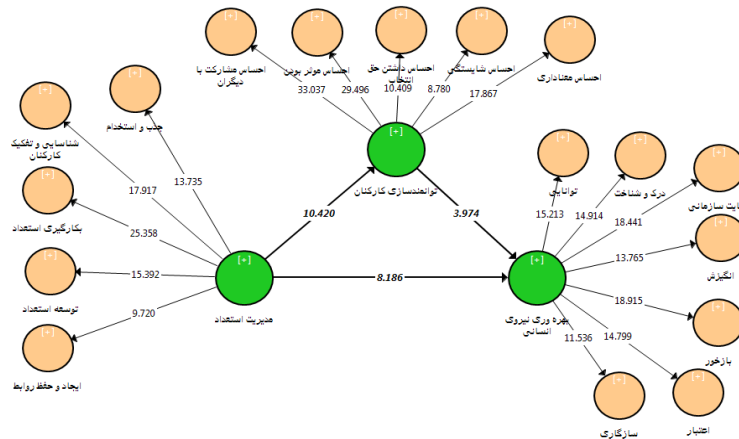 [+]
[+]
[+]
[+]
[+]
احساس مشارکت با
دیگران
احساس موثر بودن
احساس داشتن حق
انتخاب
احساس شایستگی
احساس معناداری
33.037
29.496
10.409
8.780
17.867
[+]
جذب و استخدام
[+]
شناسایی و تفکیک
کارکنان
[+]
بکارگیری استعداد
[+]
توسعه استعداد
[+]
ایجاد و حفظ روابط
13.735
17.917
25.358
15.392
9.720
[+]
مدیریت استعداد
[+]
توانمندسازی کارکنان
10.420
3.974
8.186
[+]
بهره وری نیروی
انسانی
[+]
توانایی
[+]
درک و شناخت
[+]
سازمانی
[+]
انگیزش
[+]
بازخور
[+]
اعتبار
[+]
سازگاری
15.213
14.914
18.441
13.765
18.915
14.799
11.536